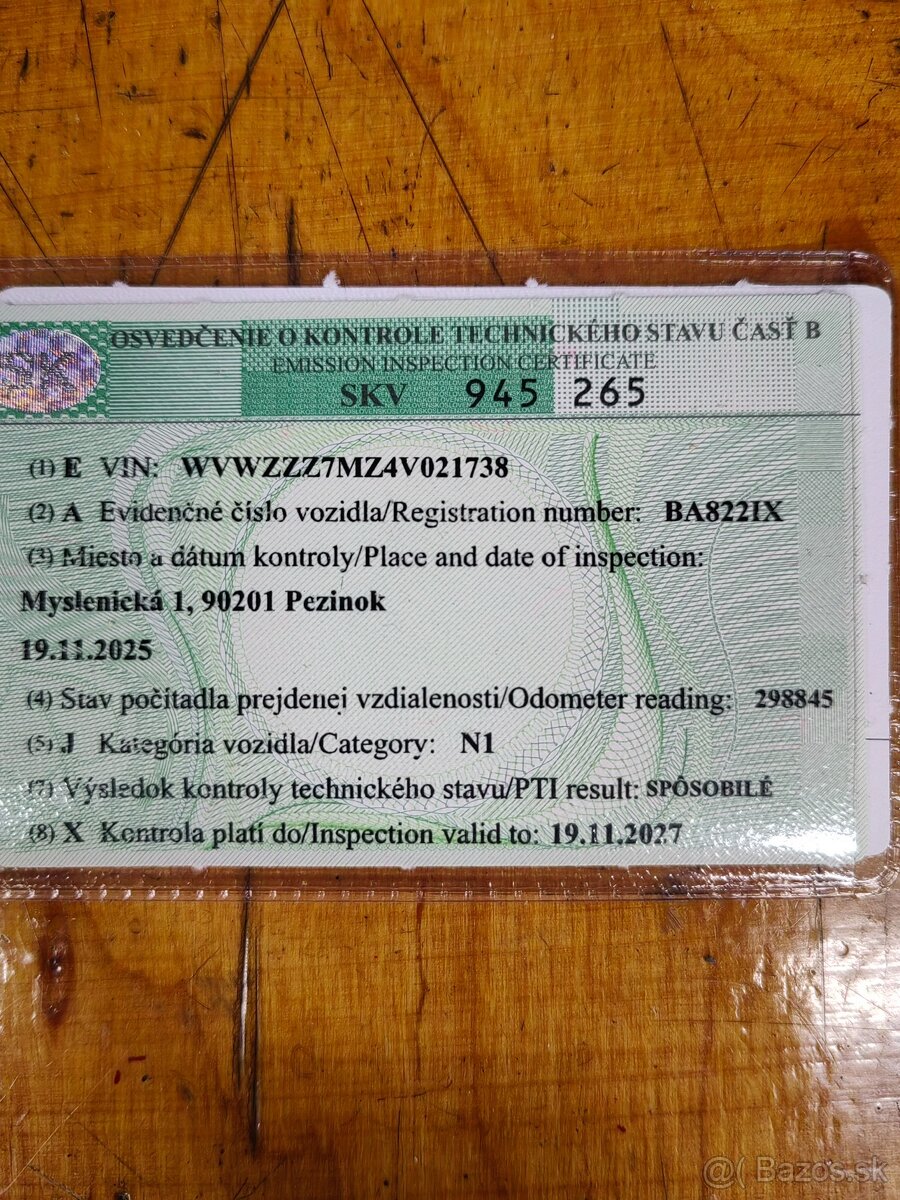 OSVEDČENIE O KONTROLE TECHNICKÉHO STAVU ČASŤ B
EMISSION INSPECTION CERTIFICATE
SKV 945 265
(1) E VIN: WVWZZZ7MZ4V021738
(2) A Evidenčné číslo vozidla/Registration number: BA822IX
(3) Miesto a dátum kontroly/Place and date of inspection:
Myslenická 1, 90201 Pezinok
19.11.2025
(4) Stav počítadla prejdenej vzdialenosti/Odometer reading: 298845
(5) J Kategória vozidla/Category: N1
(7) Výsledok kontroly technického stavu/PTI result: SPÔSOBILÉ
(8) X Kontrola platí do/Inspection valid to: 19.11.2027
@( Bazos.sk